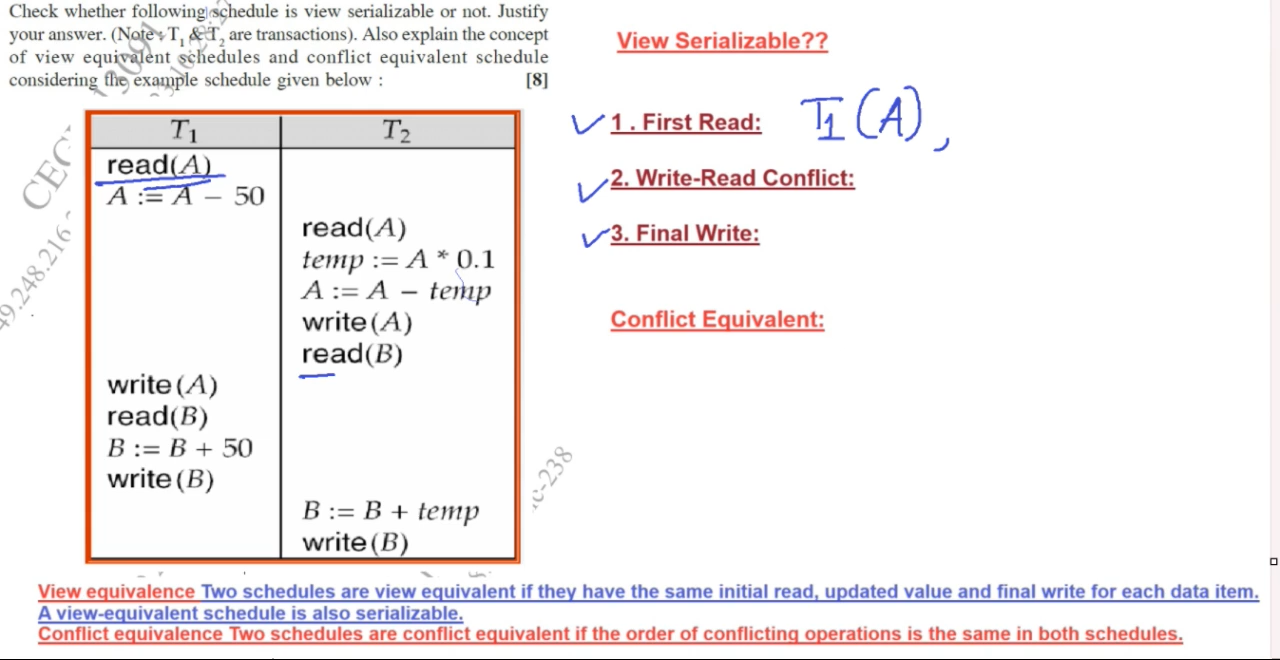 Check whether following schedule is view serializable or not. Justify
your answer. (Note : T1 & T2 are transactions). Also explain the concept
of view equivalent schedules and conflict equivalent schedule
considering the example schedule given below : [8]
View Serializable??
1 . First Read: T1 (A) ,
2. Write-Read Conflict:
3. Final Write:
Conflict Equivalent:
T1 T2
read(A)
A := A − 50
read(A)
temp := A * 0.1
A := A − temp
write(A)
read(B)
write(A)
read(B)
B := B + 50
write(B)
B := B + temp
write(B)
49.248.216
c-238
View equivalence Two schedules are view equivalent if they have the same initial read, updated value and final write for each data item.
A view-equivalent schedule is also serializable.
Conflict equivalence Two schedules are conflict equivalent if the order of conflicting operations is the same in both schedules.